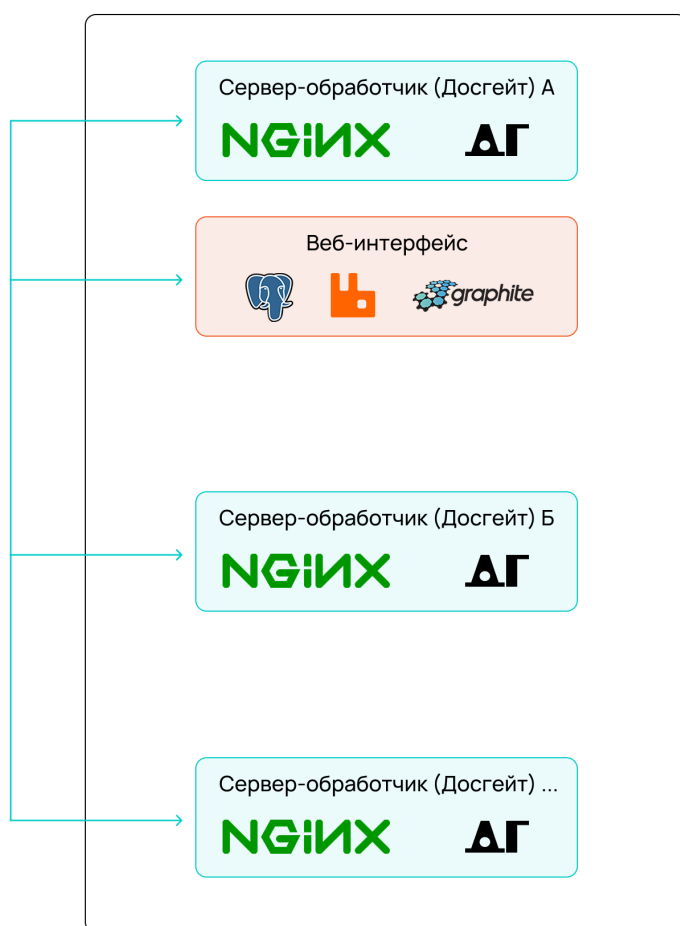 Сервер-обработчик (Досгейт) А
NGINX ДГ
Веб-интерфейс
graphite
Сервер-обработчик (Досгейт) Б
NGINX ДГ
Сервер-обработчик (Досгейт) ...
NGINX ДГ